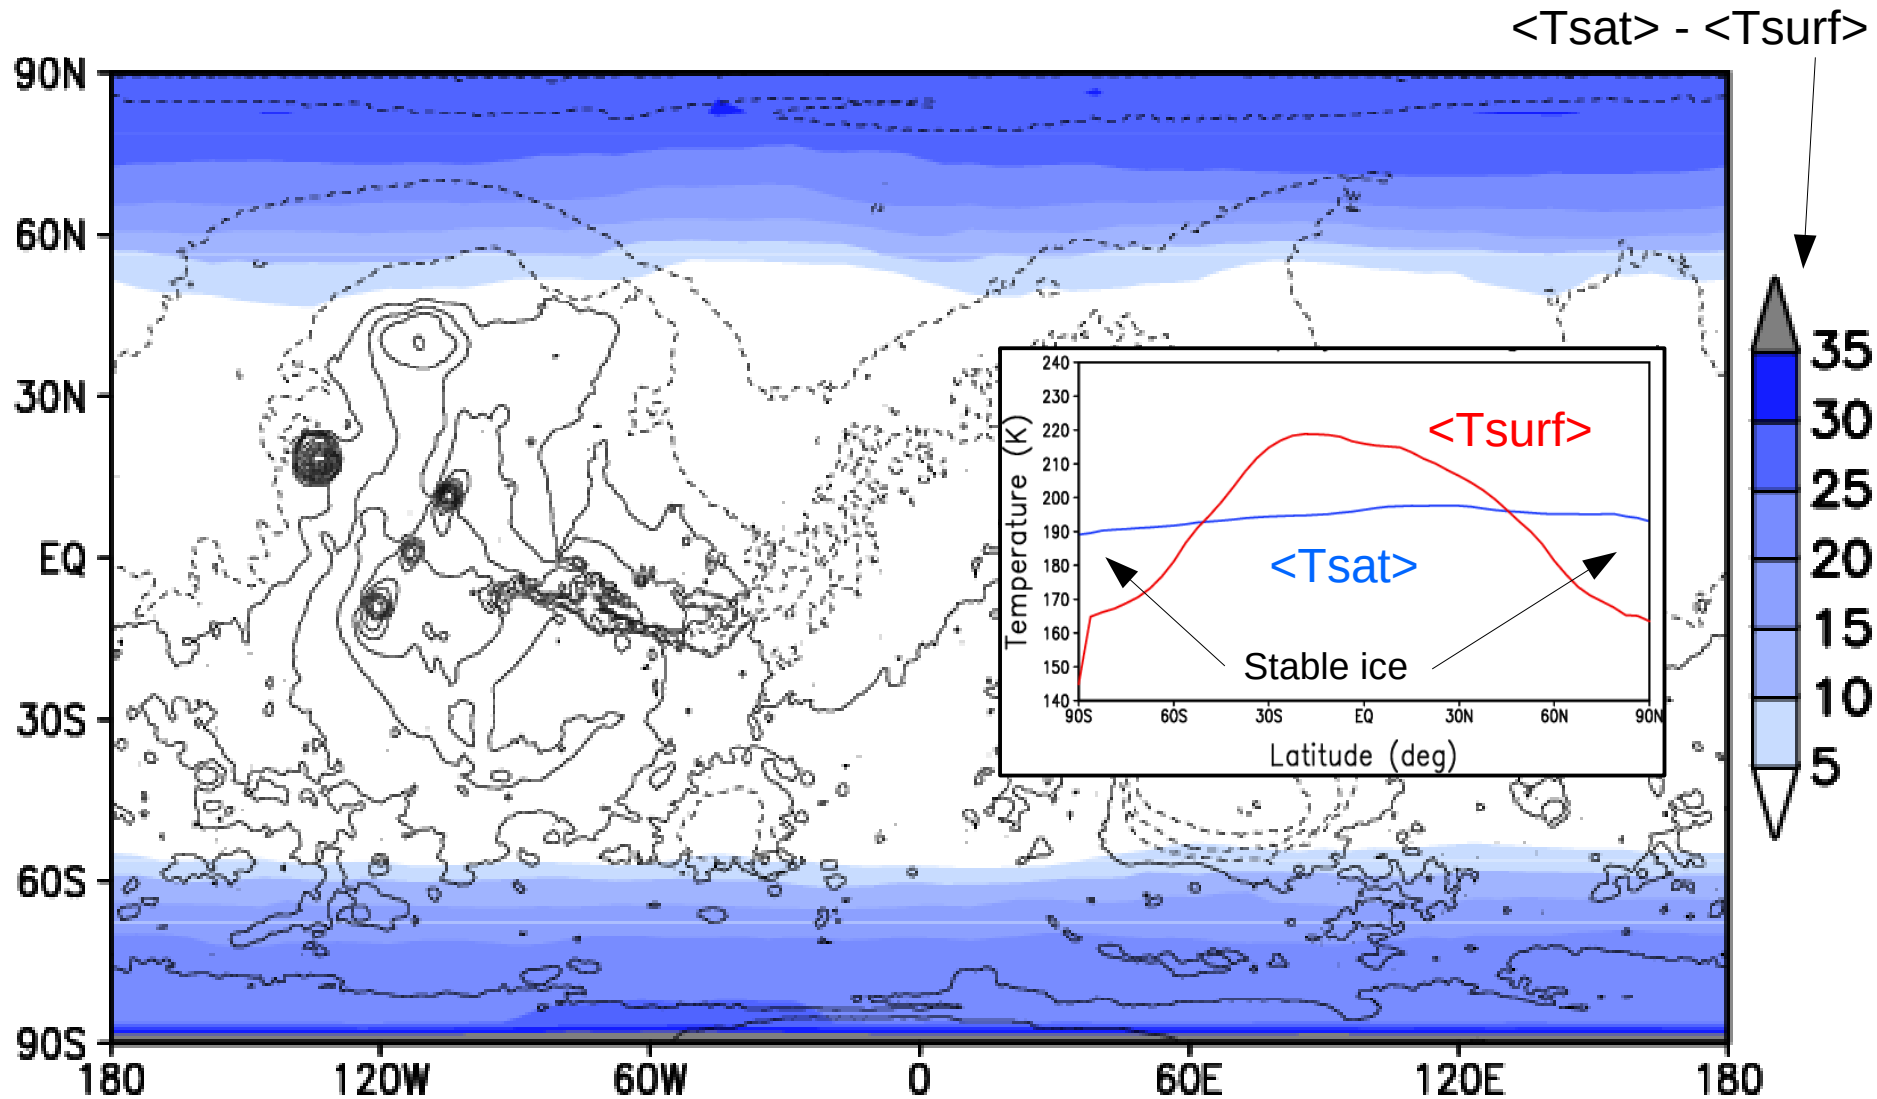 <Tsat> - <Tsurf>
90N
60N
30N
EQ
30S
60S
90S
180
120W
60W
0
60E
120E
180
35
30
25
20
15
10
5
Temperature (K)
240
230
220
210
200
190
180
170
160
150
140
90S
60S
30S
EQ
30N
60N
90N
Latitude (deg)
<Tsurf>
<Tsat>
Stable ice